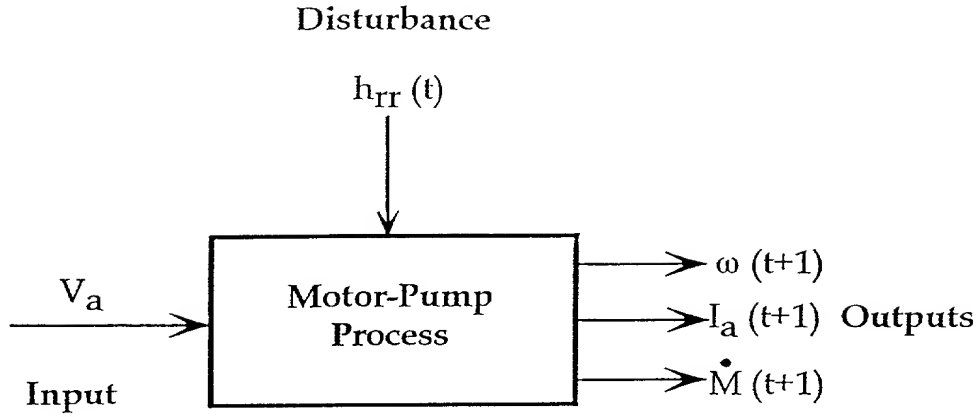 Disturbance
h_rr (t)
V_a
Input
Motor-Pump
Process
ω (t+1)
I_a (t+1) Outputs
Ṁ (t+1)